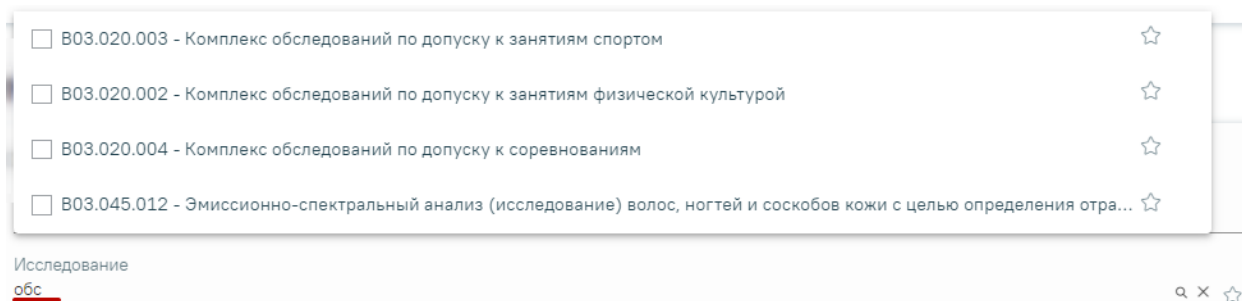 B03.020.003 - Комплекс обследований по допуску к занятиям спортом
B03.020.002 - Комплекс обследований по допуску к занятиям физической культурой
B03.020.004 - Комплекс обследований по допуску к соревнованиям
B03.045.012 - Эмиссионно-спектральный анализ (исследование) волос, ногтей и соскобов кожи с целью определения отра...
Исследование
обс